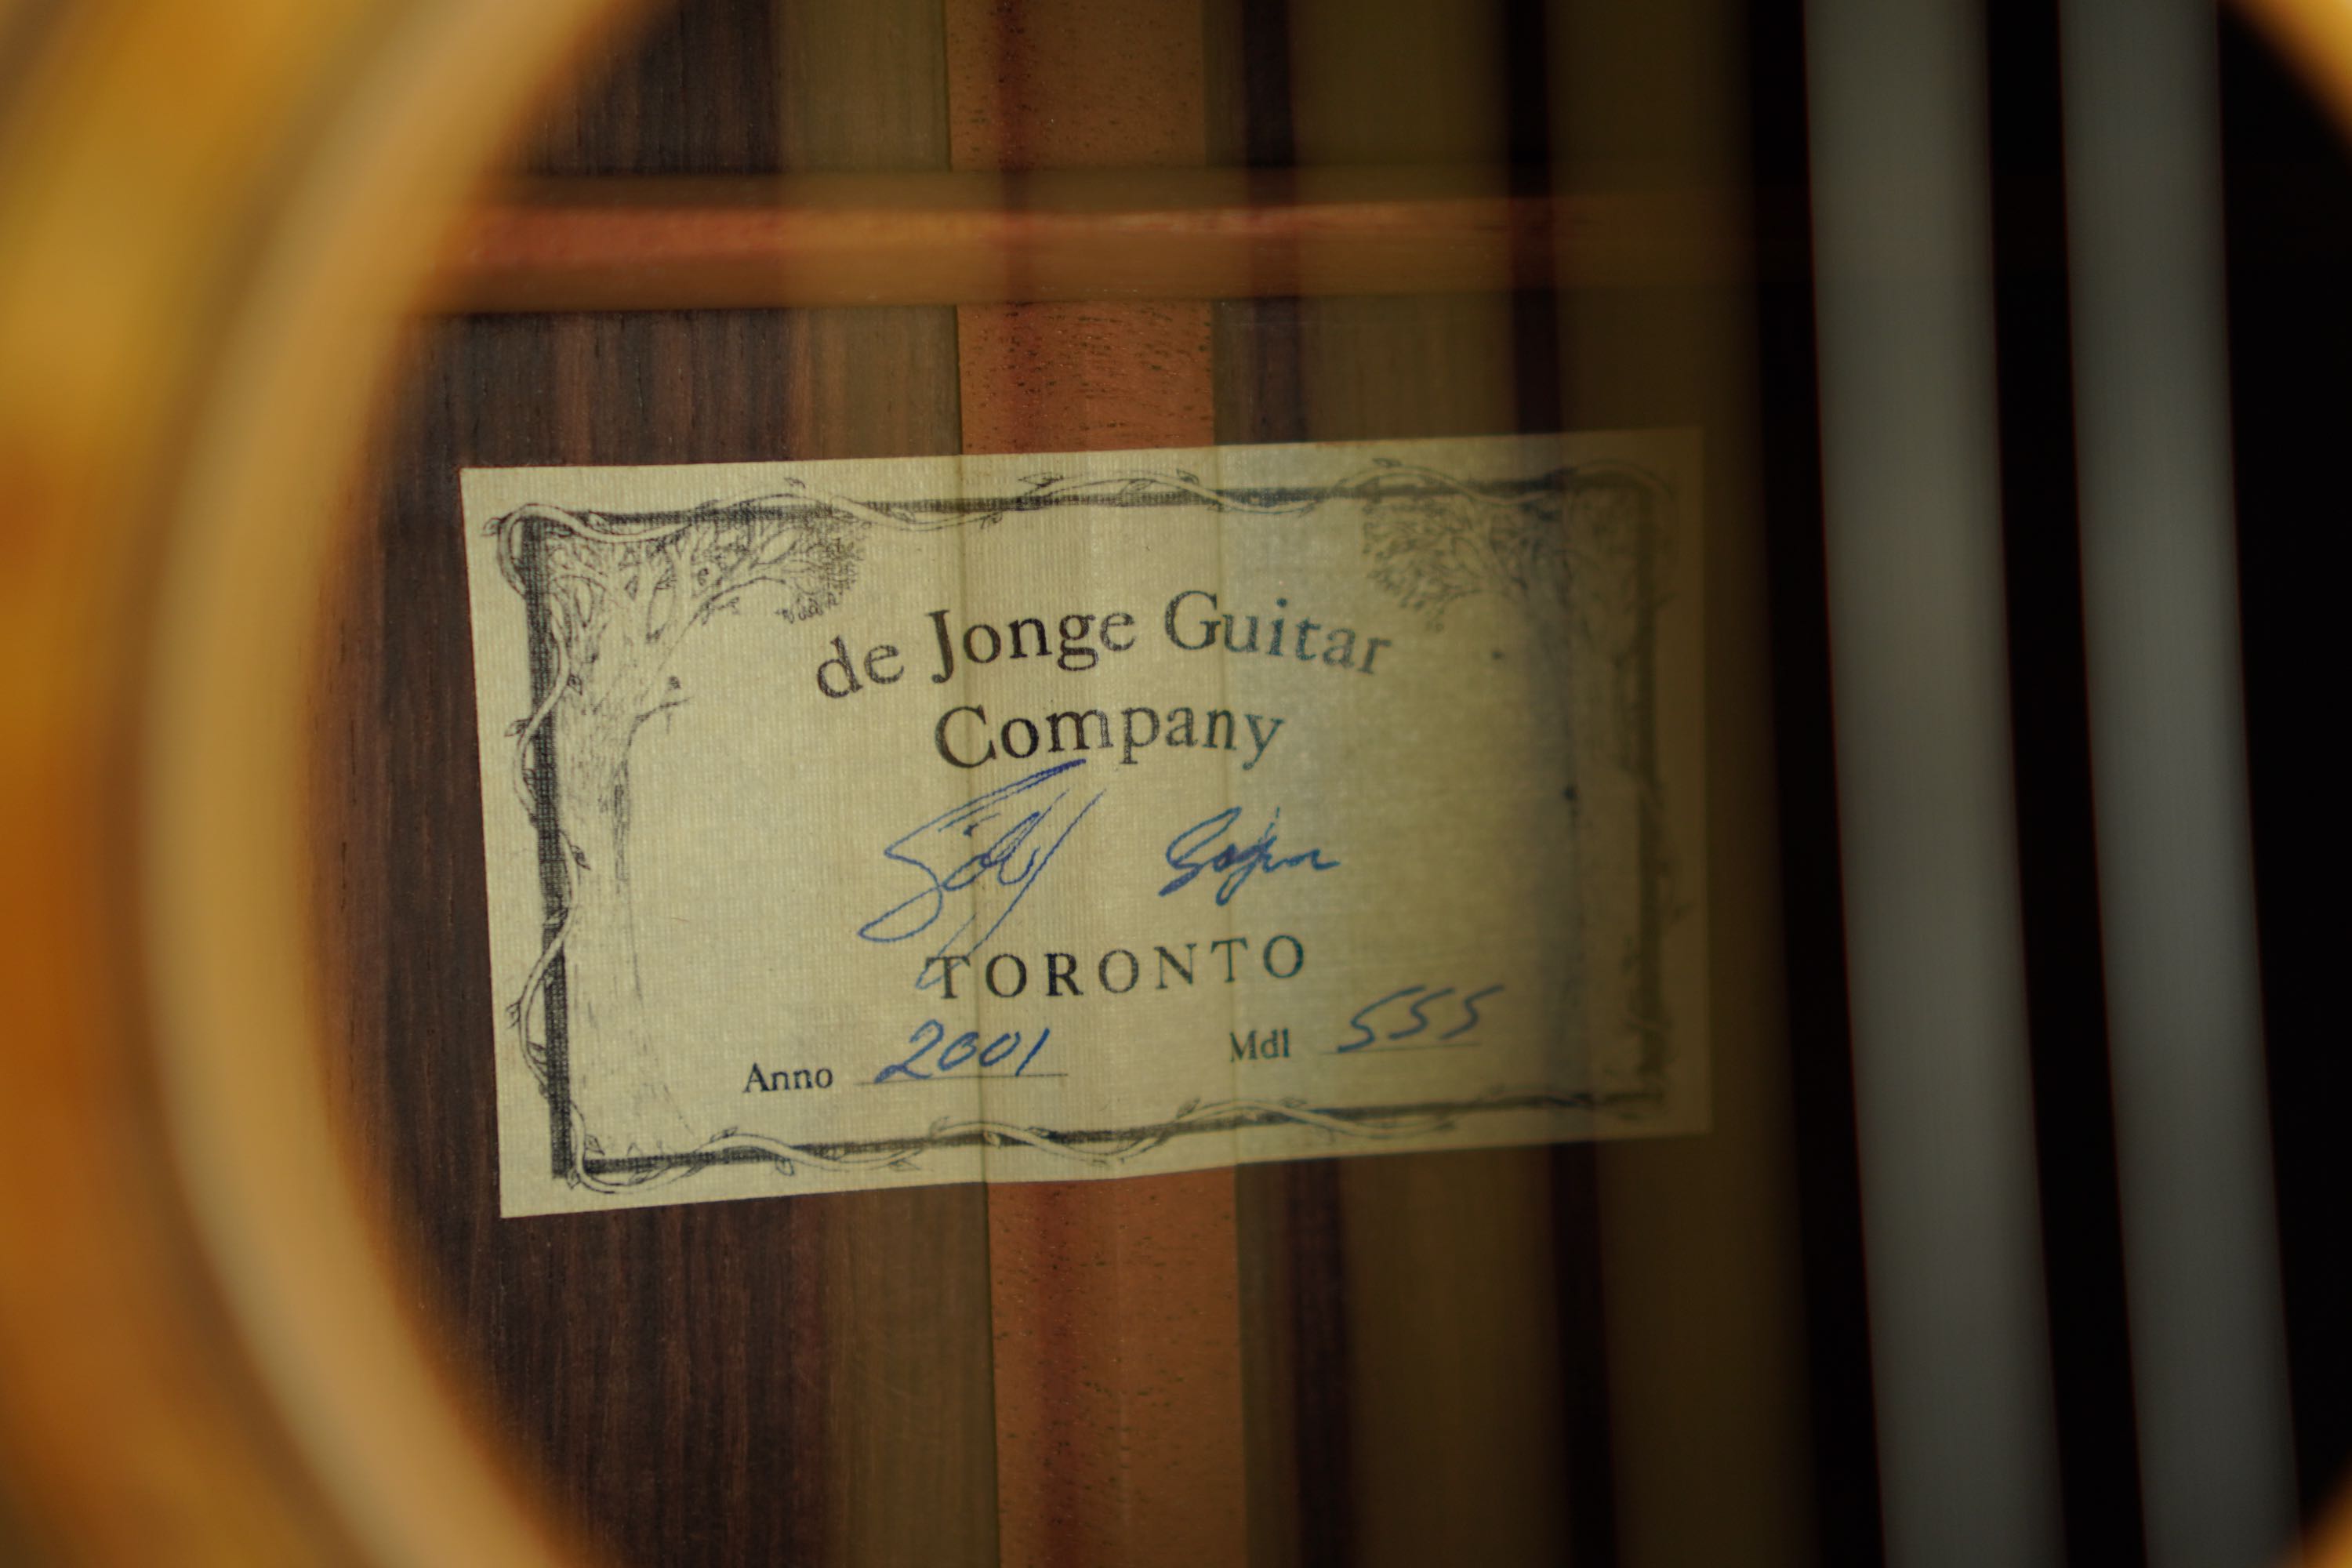 de Jonge Guitar
Company
TORONTO
Anno 2001 Mdl 555